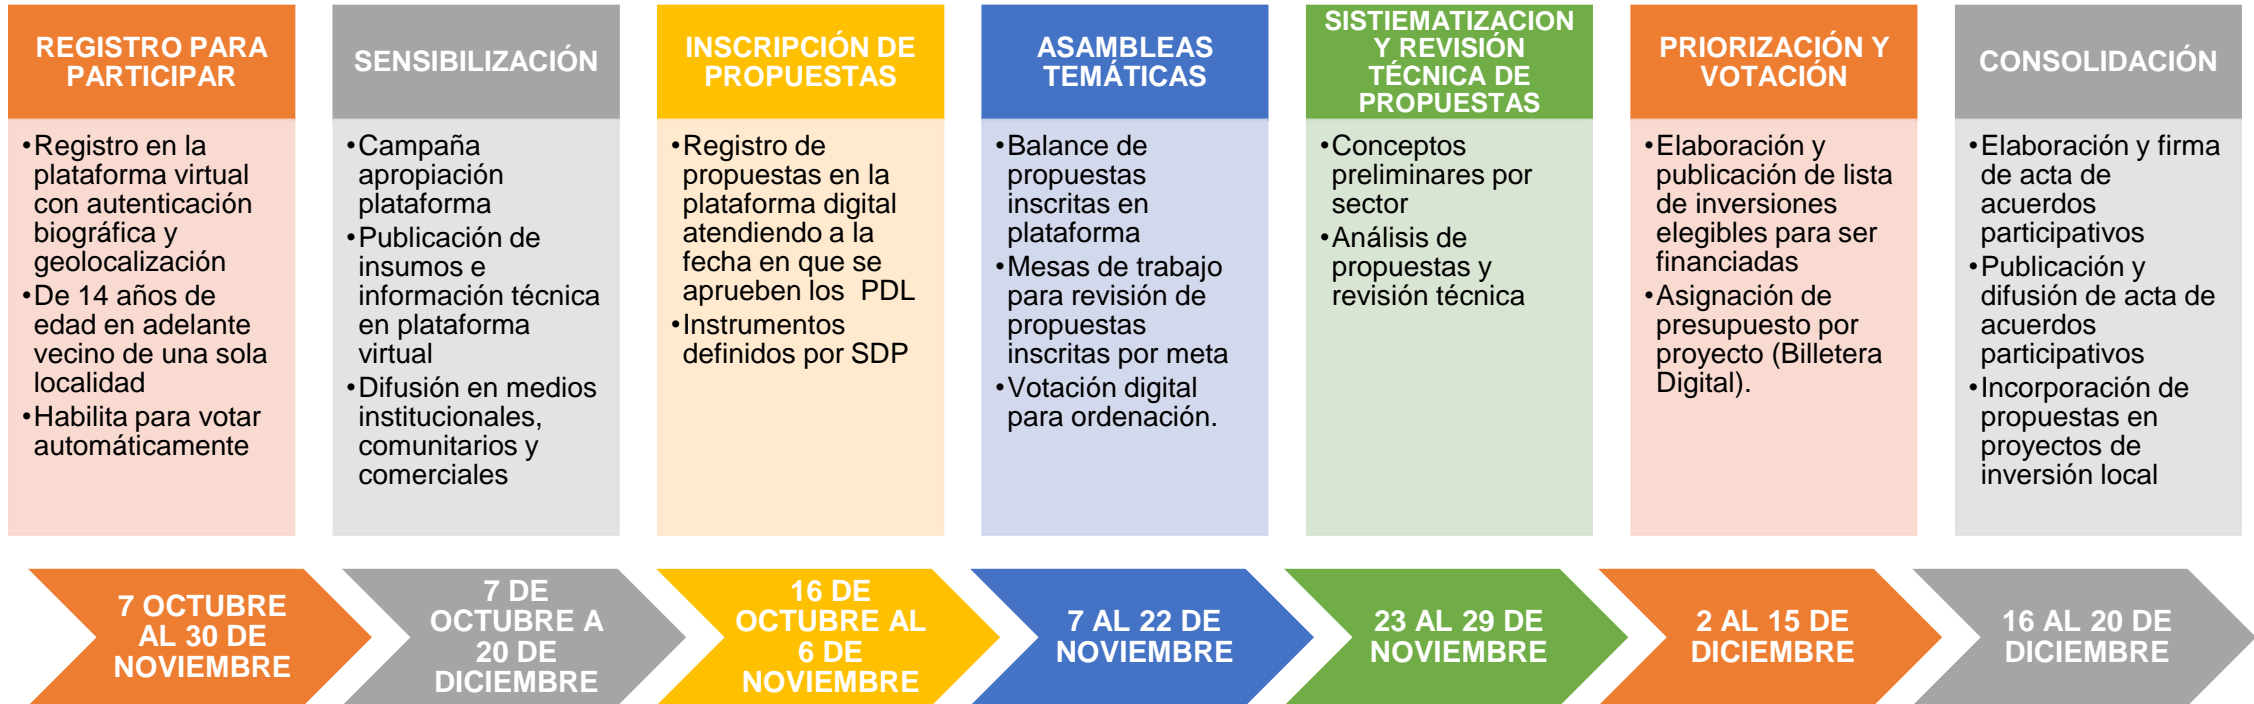 REGISTRO PARA
PARTICIPAR
•Registro en la
plataforma virtual
con autenticación
biográfica y
geolocalización
•De 14 años de
edad en adelante
vecino de una sola
localidad
•Habilita para votar
automáticamente
SENSIBILIZACIÓN
•Campaña
apropiación
plataforma
•Publicación de
insumos e
información técnica
en plataforma
virtual
•Difusión en medios
institucionales,
comunitarios y
comerciales
INSCRIPCIÓN DE
PROPUESTAS
•Registro de
propuestas en la
plataforma digital
atendiendo a la
fecha en que se
aprueben los PDL
•Instrumentos
definidos por SDP
ASAMBLEAS
TEMÁTICAS
•Balance de
propuestas
inscritas en
plataforma
•Mesas de trabajo
para revisión de
propuestas
inscritas por meta
•Votación digital
para ordenación.
SISTIEMATIZACION
Y REVISIÓN
TÉCNICA DE
PROPUESTAS
•Conceptos
preliminares por
sector
•Análisis de
propuestas y
revisión técnica
PRIORIZACIÓN Y
VOTACIÓN
•Elaboración y
publicación de lista
de inversiones
elegibles para ser
financiadas
•Asignación de
presupuesto por
proyecto (Billetera
Digital).
CONSOLIDACIÓN
•Elaboración y firma
de acta de
acuerdos
participativos
•Publicación y
difusión de acta de
acuerdos
participativos
•Incorporación de
propuestas en
proyectos de
inversión local
7 OCTUBRE
AL 30 DE
NOVIEMBRE
7 DE
OCTUBRE A
20 DE
DICIEMBRE
16 DE
OCTUBRE AL
6 DE
NOVIEMBRE
7 AL 22 DE
NOVIEMBRE
23 AL 29 DE
NOVIEMBRE
2 AL 15 DE
DICIEMBRE
16 AL 20 DE
DICIEMBRE